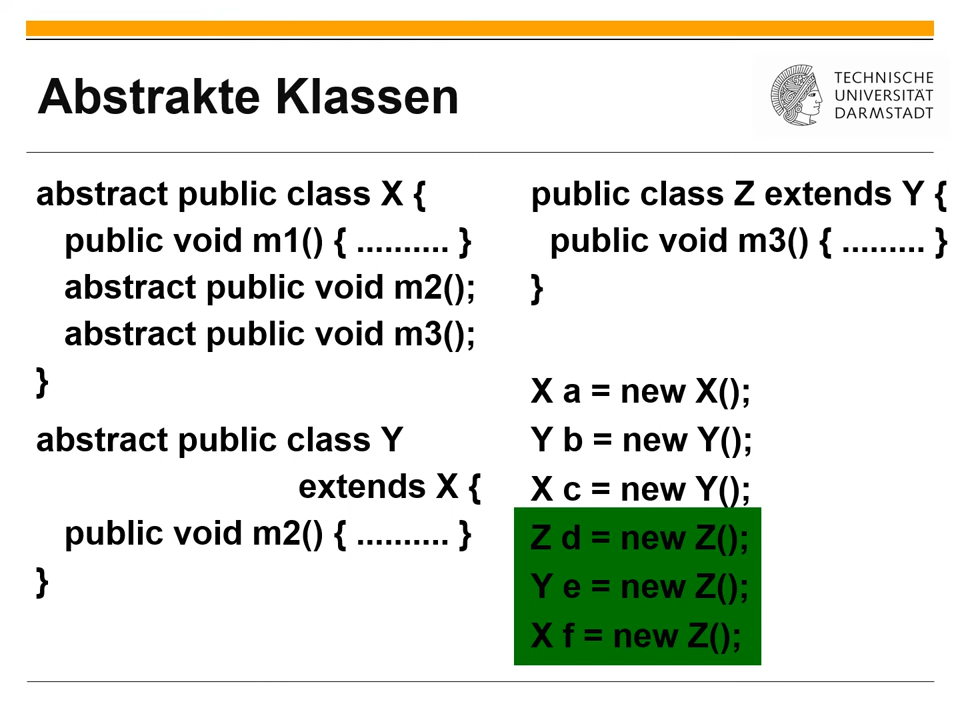 Abstrakte Klassen
TECHNISCHE
UNIVERSITÄT
DARMSTADT
abstract public class X {
public void m1() { .......... }
abstract public void m2();
abstract public void m3();
}
abstract public class Y
extends X {
public void m2() { .......... }
}
public class Z extends Y {
public void m3() { ......... }
}
X a = new X();
Y b = new Y();
X c = new Y();
Z d = new Z();
Y e = new Z();
X f = new Z();